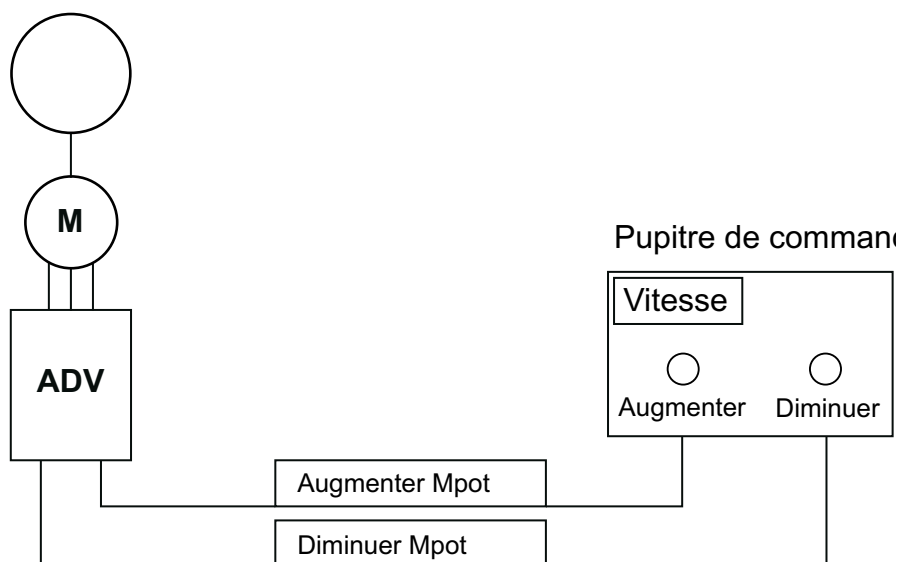 M
Pupitre de comman
Vitesse
ADV
Augmenter
Diminuer
Augmenter Mpot
Diminuer Mpot